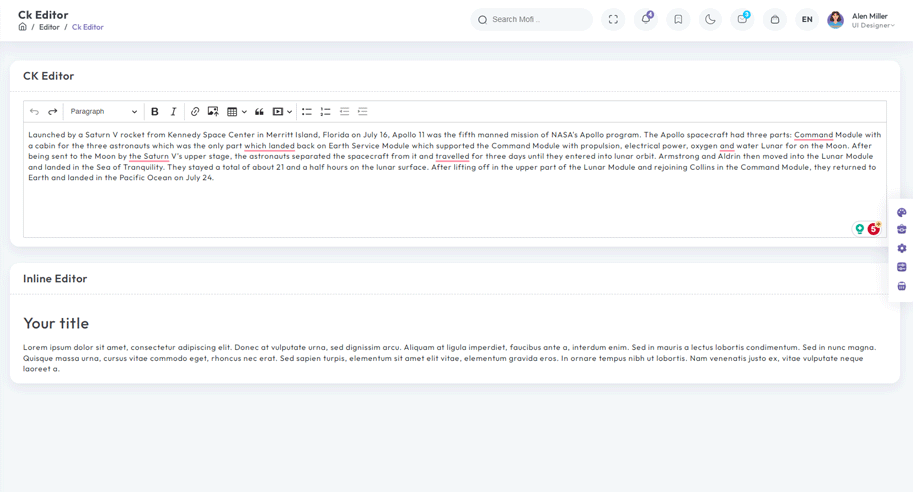 Ck Editor
/ Editor / Ck Editor
Search Mofi ..
4
3
EN
Alen Miller
UI Designer
CK Editor
Paragraph
B I
Launched by a Saturn V rocket from Kennedy Space Center in Merritt Island, Florida on July 16, Apollo 11 was the fifth manned mission of NASA's Apollo program. The Apollo spacecraft had three parts: Command Module with
a cabin for the three astronauts which was the only part which landed back on Earth Service Module which supported the Command Module with propulsion, electrical power, oxygen and water Lunar for on the Moon. After
being sent to the Moon by the Saturn V's upper stage, the astronauts separated the spacecraft from it and travelled for three days until they entered into lunar orbit. Armstrong and Aldrin then moved into the Lunar Module
and landed in the Sea of Tranquility. They stayed a total of about 21 and a half hours on the lunar surface. After lifting off in the upper part of the Lunar Module and rejoining Collins in the Command Module, they returned to
Earth and landed in the Pacific Ocean on July 24.
5
Inline Editor
Your title
Lorem ipsum dolor sit amet, consectetur adipiscing elit. Donec at vulputate urna, sed dignissim arcu. Aliquam at ligula imperdiet, faucibus ante a, interdum enim. Sed in mauris a lectus lobortis condimentum. Sed in nunc magna.
Quisque massa urna, cursus vitae commodo eget, rhoncus nec erat. Sed sapien turpis, elementum sit amet elit vitae, elementum gravida eros. In ornare tempus nibh ut lobortis. Nam venenatis justo ex, vitae vulputate neque
laoreet a.